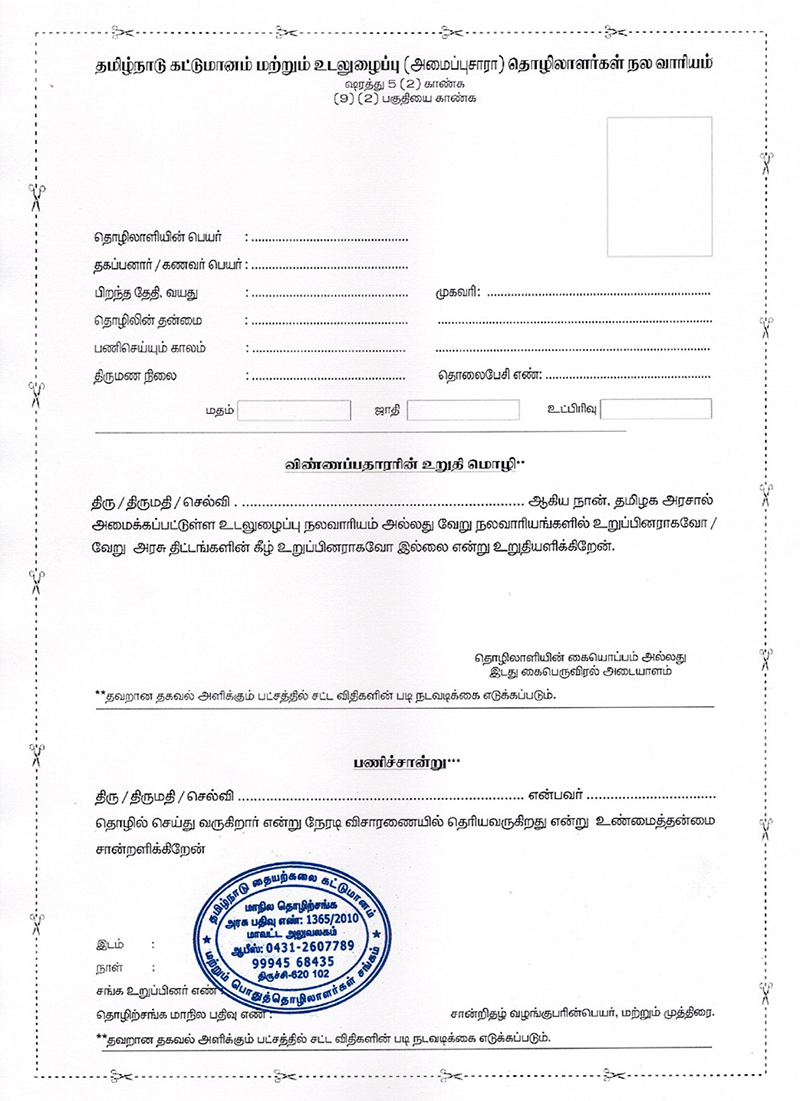 தமிழ்நாடு கட்டுமானம் மற்றும் உடலுழைப்பு (அமைப்புசாரா) தொழிலாளர்கள் நல வாரியம்
ஷரத்து 5 (2) காண்க
(9) (2) பகுதியை காண்க
தொழிலாளியின் பெயர் : ........................................
தகப்பனார் / கணவர் பெயர் : ........................................
பிறந்த தேதி, வயது : ........................................ முகவரி: ........................................
தொழிலின் தன்மை : ........................................ ........................................
பணிசெய்யும் காலம் : ........................................ ........................................
திருமண நிலை : ........................................ தொலைபேசி எண்: ........................................
மதம் ஜாதி உட்பிரிவு
விண்ணப்பதாரரின் உறுதி மொழி**
திரு / திருமதி / செல்வி . ........................................ ஆகிய நான், தமிழக அரசால்
அமைக்கப்பட்டுள்ள உடலுழைப்பு நலவாரியம் அல்லது வேறு நலவாரியங்களில் உறுப்பினராகவோ /
வேறு அரசு திட்டங்களின் கீழ் உறுப்பினராகவோ இல்லை என்று உறுதியளிக்கிறேன்.
தொழிலாளியின் கையொப்பம் அல்லது
இடது கைபெருவிரல் அடையாளம்
**தவறான தகவல் அளிக்கும் பட்சத்தில் சட்ட விதிகளின் படி நடவடிக்கை எடுக்கப்படும்.
பணிச்சான்று***
திரு / திருமதி / செல்வி ........................................ என்பவர் ........................................
தொழில் செய்து வருகிறார் என்று நேரடி விசாரணையில் தெரியவருகிறது என்று உண்மைத்தன்மை
சான்றளிக்கிறேன்
தமிழ்நாடு தையற்கலை கட்டுமானம்
மாநில தொழிற்சங்க
அரசு பதிவு எண்: 1365/2010
மாவட்ட அலுவலகம்
ஆபீஸ்: 0431-2607789
99945 68435
திருச்சி-620 102
மற்றும் பொதுத்தொழிலாளர்கள் சங்கம்
இடம் :
நாள் :
சங்க உறுப்பினர் எண் :
தொழிற்சங்க மாநில பதிவு எண் : சான்றிதழ் வழங்குபரின்பெயர், மற்றும் முத்திரை.
**தவறான தகவல் அளிக்கும் பட்சத்தில் சட்ட விதிகளின் படி நடவடிக்கை எடுக்கப்படும்.